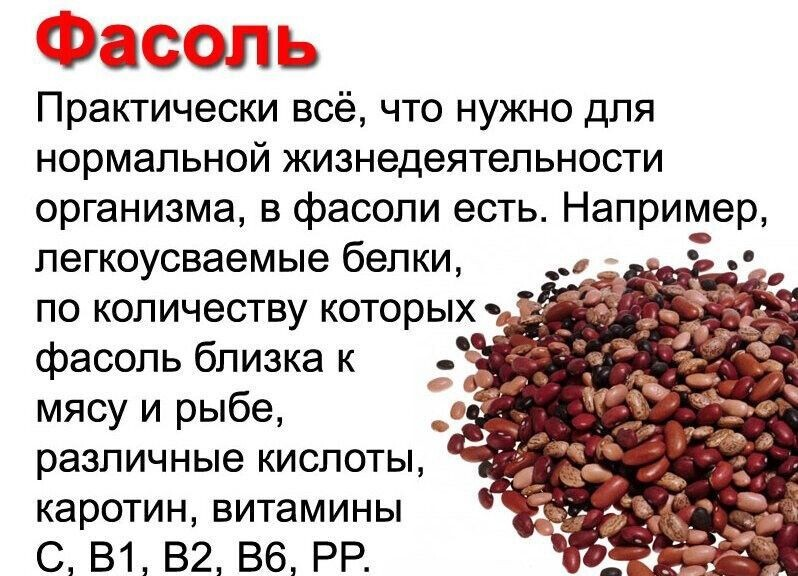 Фасоль
Практически всё, что нужно для
нормальной жизнедеятельности
организма, в фасоли есть. Например,
легкоусваемые белки,
по количеству которых
фасоль близка к
мясу и рыбе,
различные кислоты,
каротин, витамины
С, В1, В2, В6, РР.